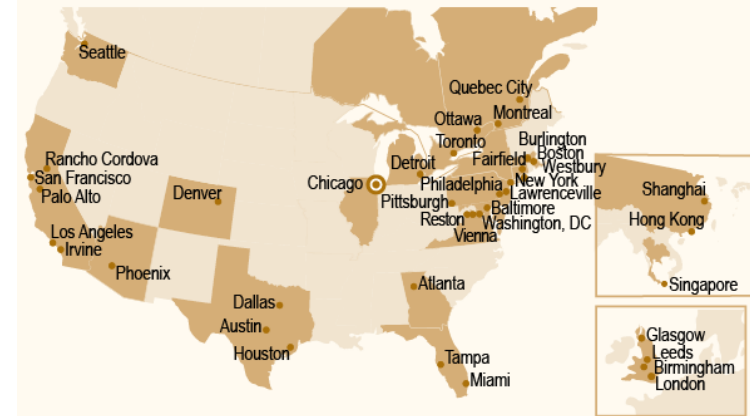 Seattle
Quebec City
Ottawa
Montreal
Toronto
Burlington
Boston
Detroit
Fairfield
Westbury
Rancho Cordova
San Francisco
Palo Alto
Denver
Chicago
Philadelphia
New York
Lawrenceville
Pittsburgh
Baltimore
Reston
Washington, DC
Vienna
Los Angeles
Irvine
Phoenix
Atlanta
Dallas
Austin
Houston
Tampa
Miami
Shanghai
Hong Kong
Singapore
Glasgow
Leeds
Birmingham
London